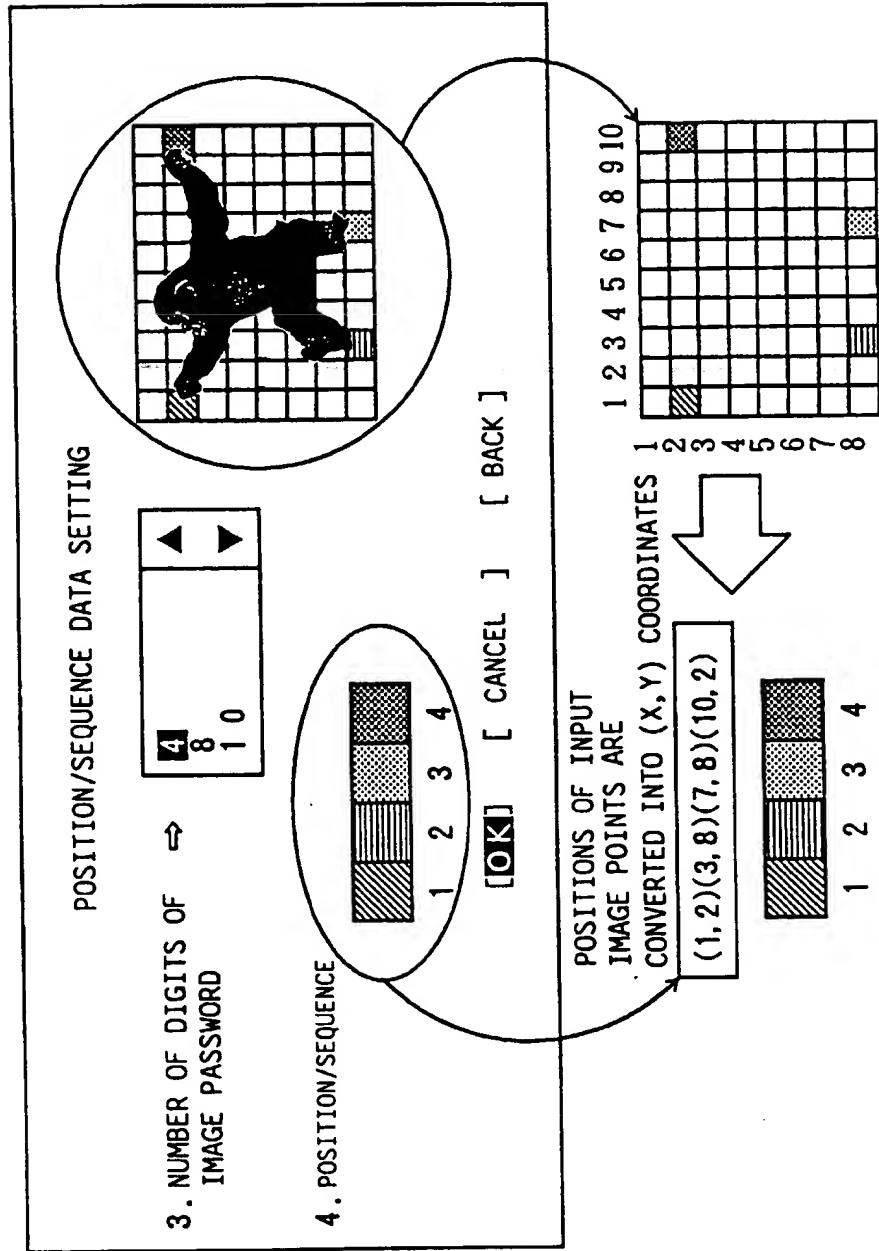 POSITION/SEQUENCE DATA SETTING
3. NUMBER OF DIGITS OF ⇨
IMAGE PASSWORD
4
8
10
▲
▼
4. POSITION/SEQUENCE
1 2 3 4
[OK] [ CANCEL ] [ BACK ]
POSITIONS OF INPUT
IMAGE POINTS ARE
CONVERTED INTO (X,Y) COORDINATES
(1,2)(3,8)(7,8)(10,2)
1 2 3 4
1 2 3 4 5 6 7 8 9 10
1
2
3
4
5
6
7
8